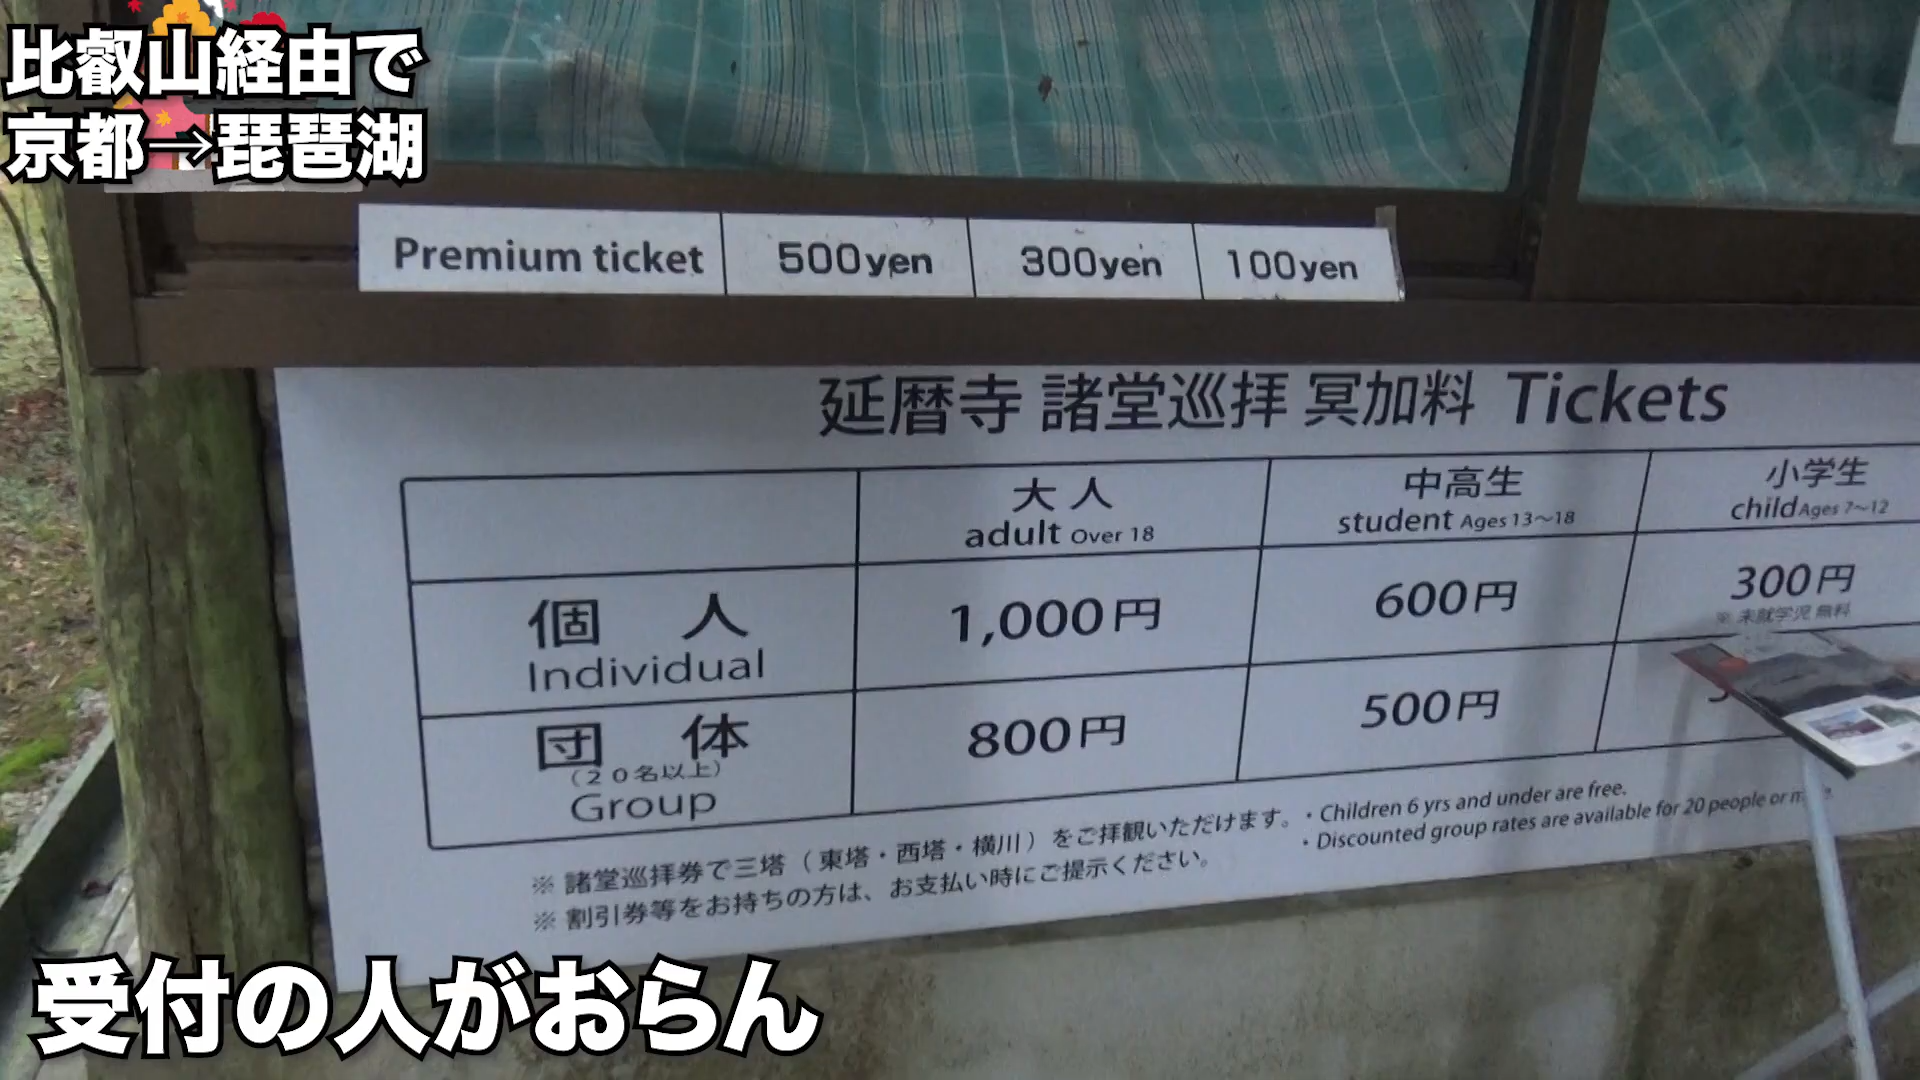 比叡山経由で
京都→琵琶湖
Premium ticket 500yen 300yen 100yen
延暦寺 諸堂巡拝 冥加料 Tickets
大人 中高生 小学生
adult Over 18 student Ages 13~18 child Ages 7~12
個人 1,000円 600円 300円
Individual ※ 未就学児 無料
団体 800円 500円
(20名以上)
Group
※ 諸堂巡拝券で三塔(東塔・西塔・横川)をご拝観いただけます。
※ 割引券等をお持ちの方は、お支払い時にご提示ください。
・Children 6 yrs and under are free.
・Discounted group rates are available for 20 people or
受付の人がおらん